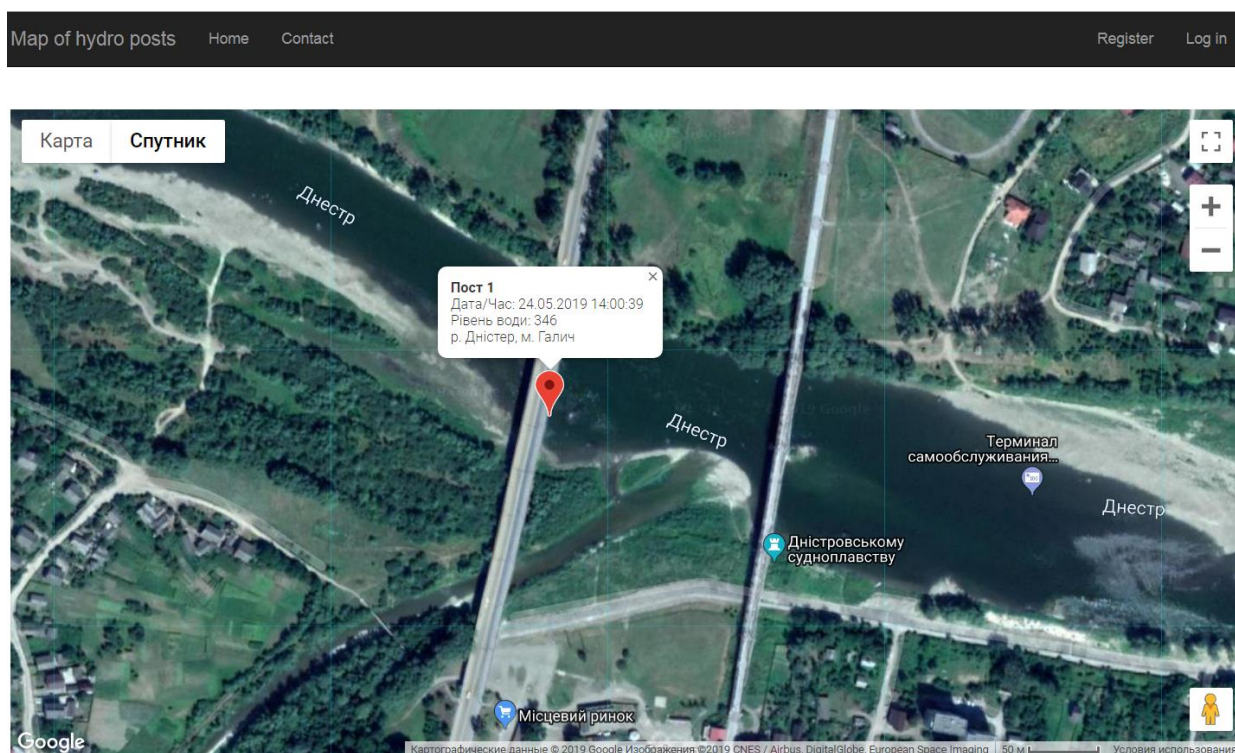 Map of hydro posts Home Contact Register Log in
Карта Спутник
Днестр
Пост 1
Дата/Час: 24.05.2019 14:00:39
Рівень води: 346
р. Дністер, м. Галич
Днестр
Терминал
самообслуживания...
Днестр
Дністровському
судноплавству
Місцевий ринок
Google
Картографические данные © 2019 Google Изображения ©2019 CNES / Airbus, DigitalGlobe, European Space Imaging 50 м Условия использования